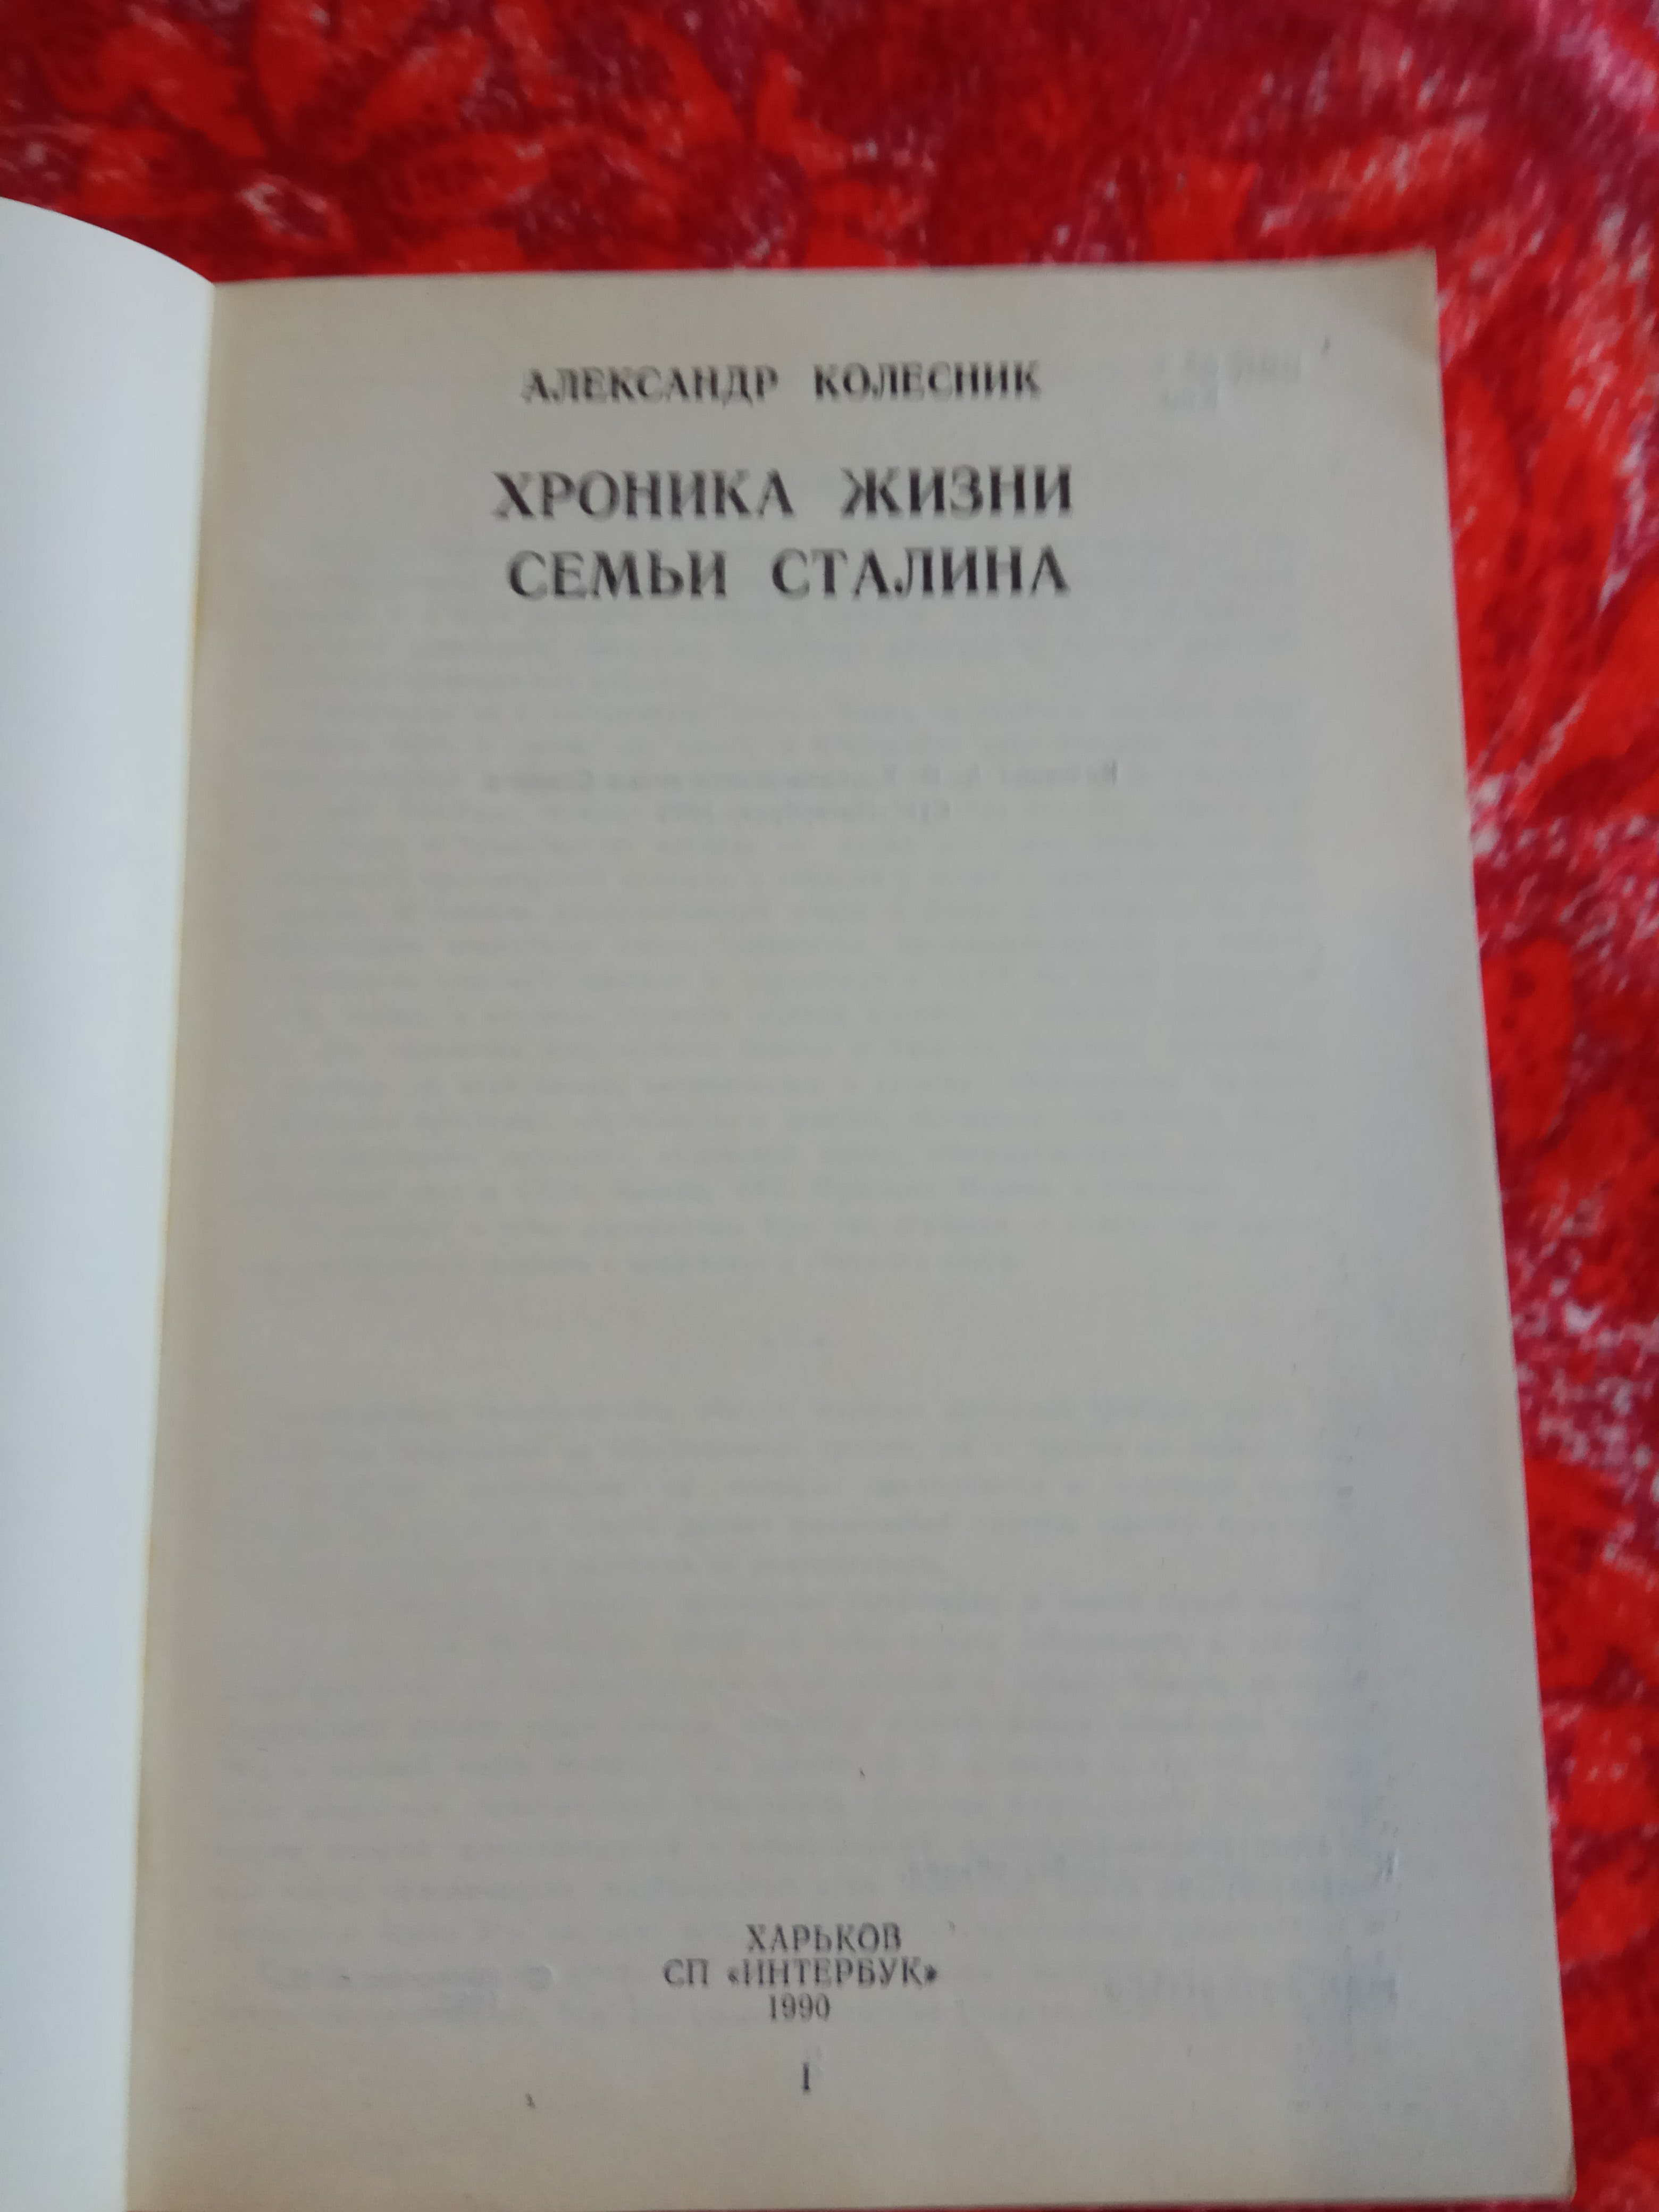 АЛЕКСАНДР КОЛЕСНИК
ХРОНИКА ЖИЗНИ
СЕМЬИ СТАЛИНА
ХАРЬКОВ
СП «ИНТЕРБУК»
1990
1